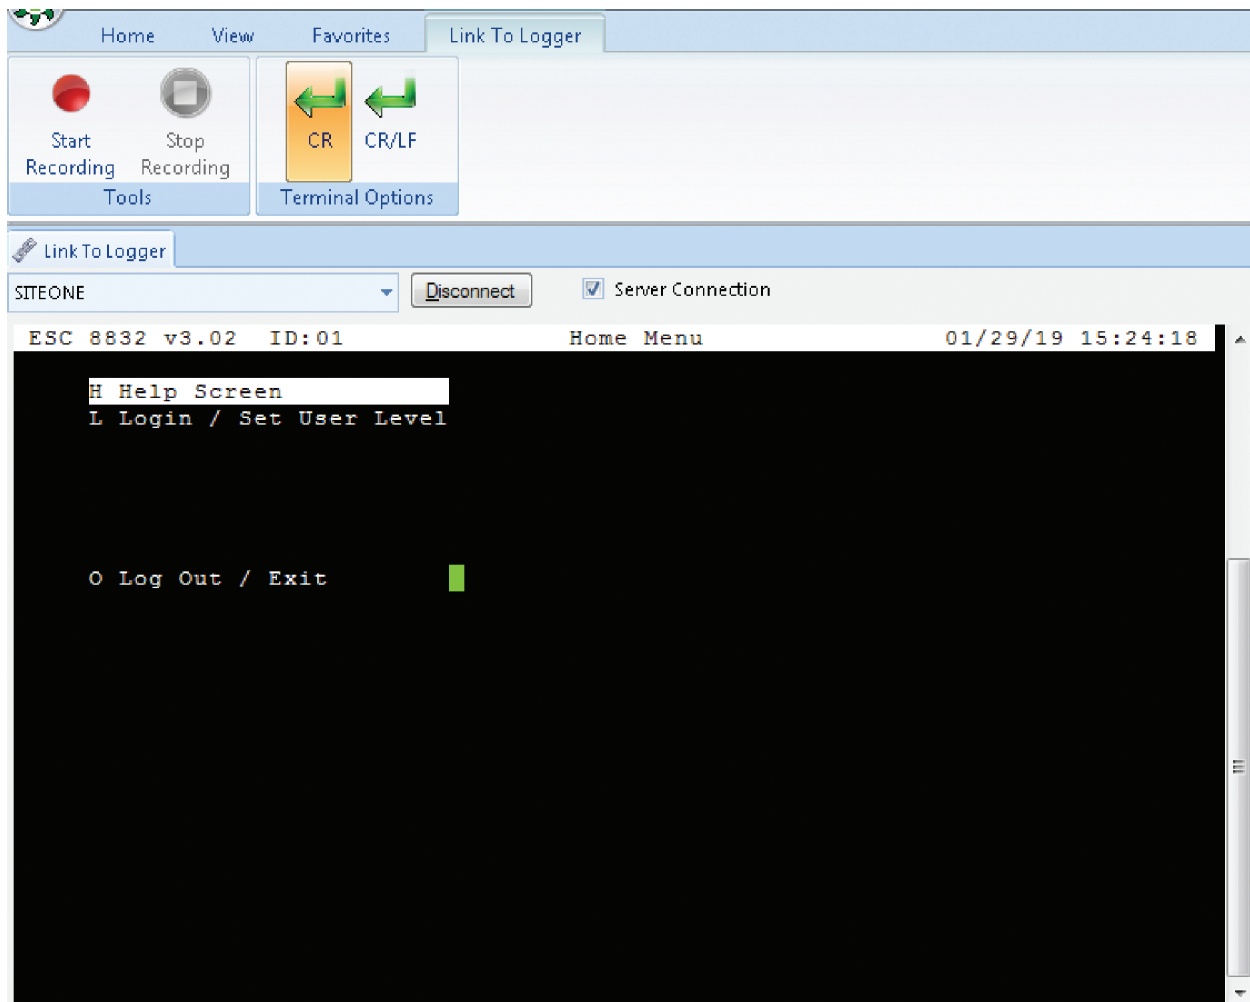 Home View Favorites Link To Logger
Start Recording
Stop Recording
CR
CR/LF
Tools
Terminal Options
Link To Logger
SITEONE Disconnect Server Connection
ESC 8832 v3.02 ID:01 Home Menu 01/29/19 15:24:18
H Help Screen
L Login / Set User Level
O Log Out / Exit